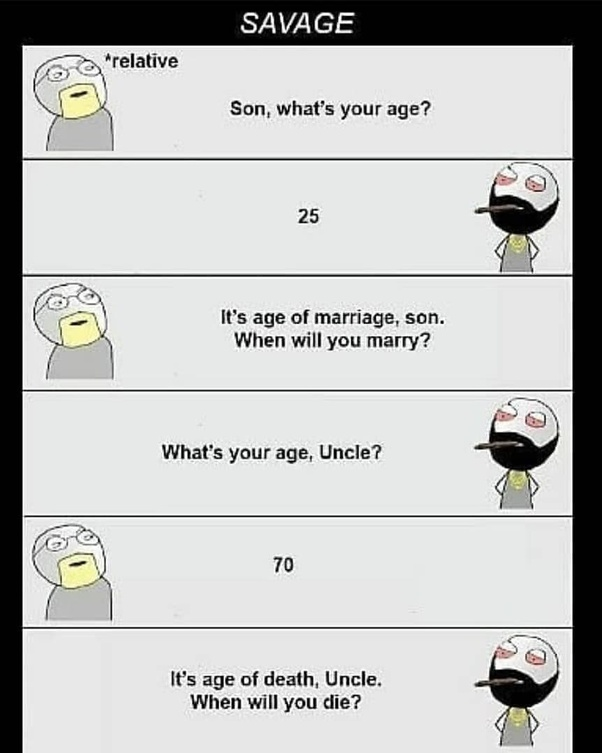 SAVAGE
*relative
Son, what's your age?
25
It's age of marriage, son.
When will you marry?
What's your age, Uncle?
70
It's age of death, Uncle.
When will you die?